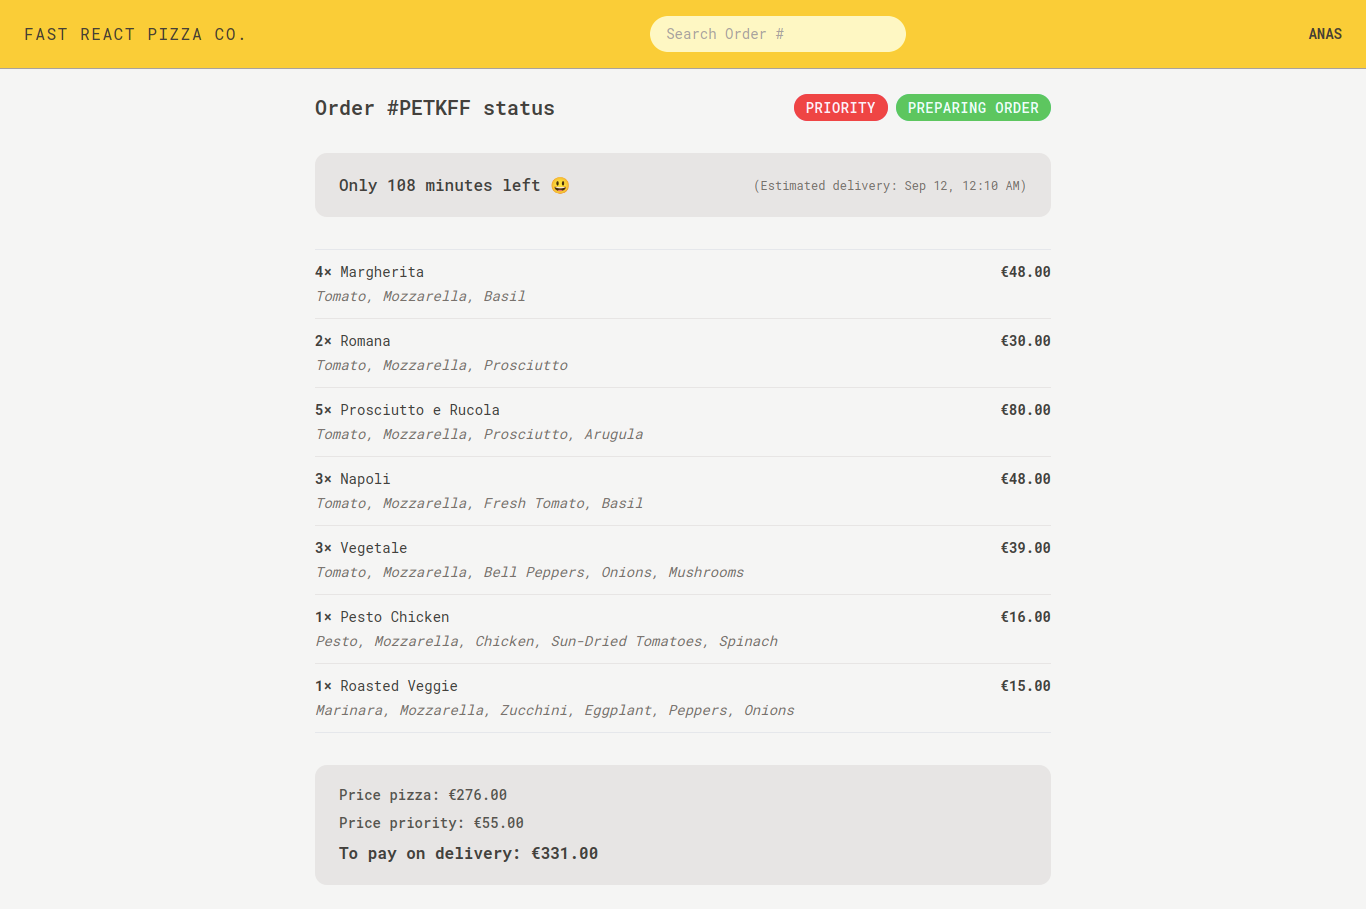 FAST REACT PIZZA CO.
Search Order #
ANAS
Order #PETKFF status
PRIORITY
PREPARING ORDER
Only 108 minutes left 😃
(Estimated delivery: Sep 12, 12:10 AM)
4× Margherita
€48.00
Tomato, Mozzarella, Basil
2× Romana
€30.00
Tomato, Mozzarella, Prosciutto
5× Prosciutto e Rucola
€80.00
Tomato, Mozzarella, Prosciutto, Arugula
3× Napoli
€48.00
Tomato, Mozzarella, Fresh Tomato, Basil
3× Vegetale
€39.00
Tomato, Mozzarella, Bell Peppers, Onions, Mushrooms
1× Pesto Chicken
€16.00
Pesto, Mozzarella, Chicken, Sun-Dried Tomatoes, Spinach
1× Roasted Veggie
€15.00
Marinara, Mozzarella, Zucchini, Eggplant, Peppers, Onions
Price pizza: €276.00
Price priority: €55.00
To pay on delivery: €331.00